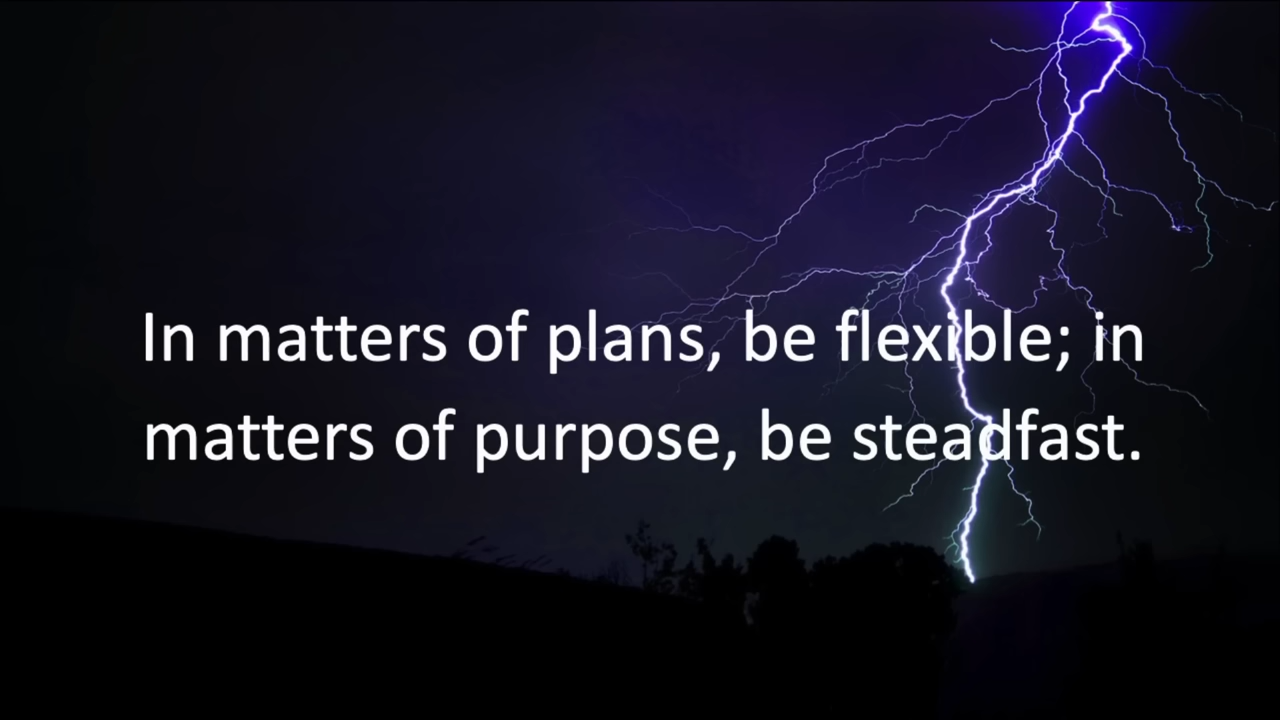 In matters of plans, be flexible; in
matters of purpose, be steadfast.